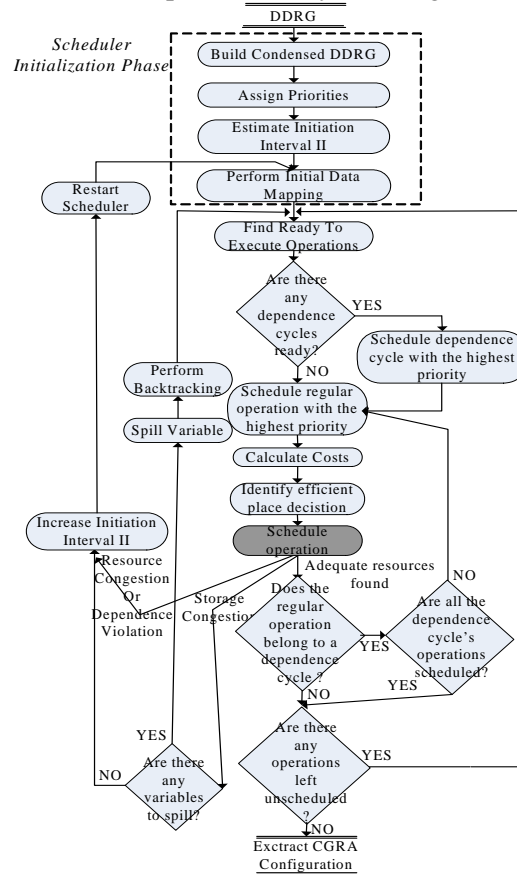 DDRG
Scheduler
Initialization Phase
Build Condensed DDRG
Assign Priorities
Estimate Initiation
Interval II
Perform Initial Data
Mapping
Restart
Scheduler
Find Ready To
Execute Operations
Are there
any
dependence
cycles
ready?
YES
NO
Schedule dependence
cycle with the highest
priority
Perform
Backtracking
Spill Variable
Schedule regular
operation with the
highest priority
Calculate Costs
Identify efficient
place decistion
Schedule
operation
Increase Initiation
Interval II
Resource
Congestion
Or
Dependence
Violation
Storage
Congestion
Adequate resources
found
Does the
regular
operation
belong to a
dependence
cycle ?
YES
NO
Are all the
dependence
cycle's
operations
scheduled?
NO
YES
Are there
any
variables
to spill?
YES
NO
Are there
any
operations
left
unscheduled
?
YES
NO
Exctract CGRA
Configuration